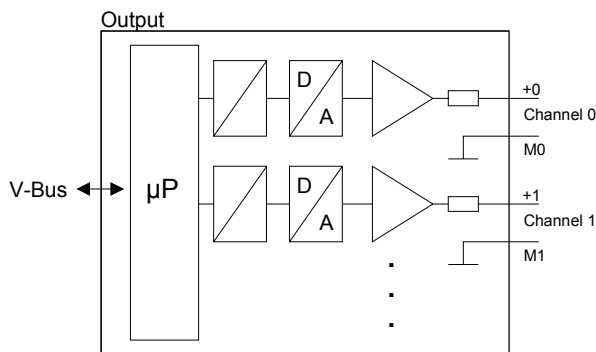 Output
D
A
+0
Channel 0
M0
V-Bus
µP
D
A
+1
Channel 1
M1